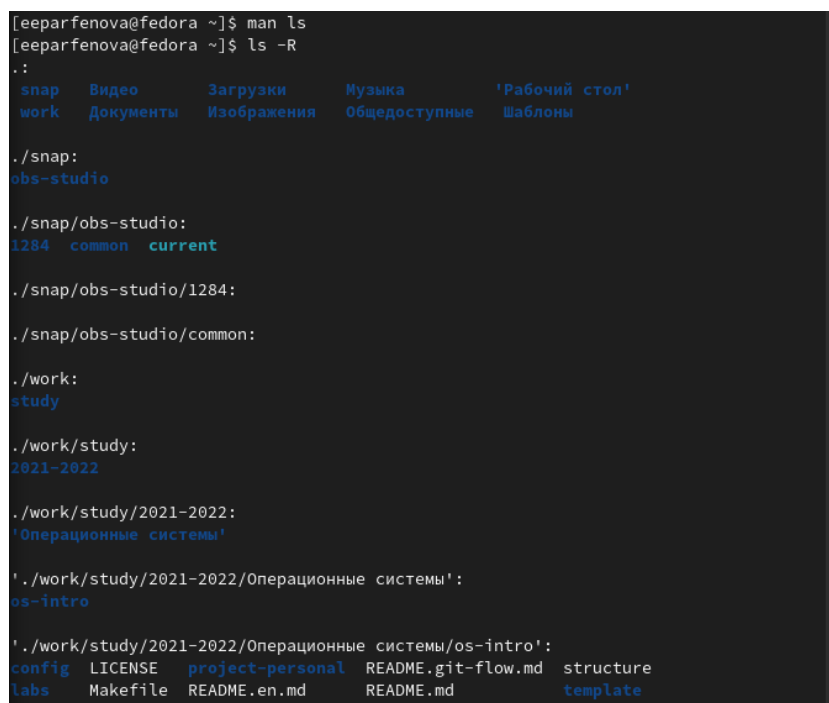 [eeparfenova@fedora ~]$ man ls
[eeparfenova@fedora ~]$ ls -R
.:
snap Видео Загрузки Музыка 'Рабочий стол'
work Документы Изображения Общедоступные Шаблоны
./snap:
obs-studio
./snap/obs-studio:
1284 common current
./snap/obs-studio/1284:
./snap/obs-studio/common:
./work:
study
./work/study:
2021-2022
./work/study/2021-2022:
'Операционные системы'
'./work/study/2021-2022/Операционные системы':
os-intro
'./work/study/2021-2022/Операционные системы/os-intro':
config LICENSE project-personal README.git-flow.md structure
labs Makefile README.en.md README.md template